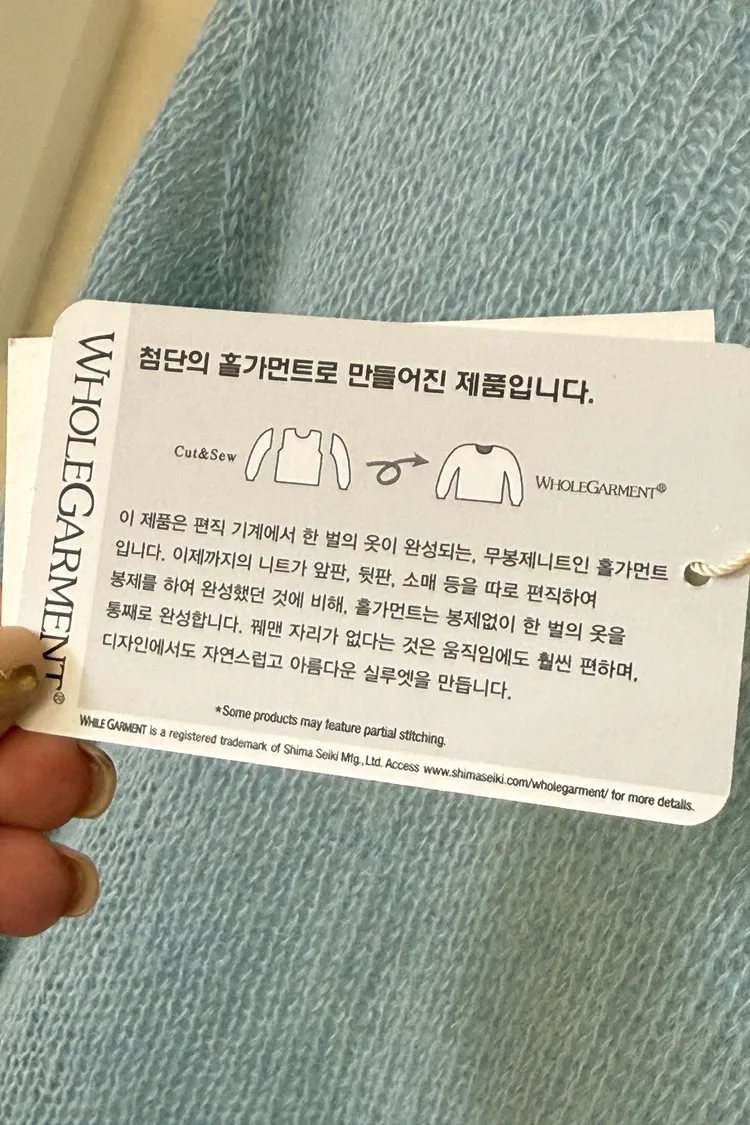 WHOLEGARMENT®
첨단의 홀가먼트로 만들어진 제품입니다.
Cut&Sew
WHOLEGARMENT®
이 제품은 편직 기계에서 한 벌의 옷이 완성되는, 무봉제니트인 홀가먼트
입니다. 이제까지의 니트가 앞판, 뒷판, 소매 등을 따로 편직하여
봉제를 하여 완성했던 것에 비해, 홀가먼트는 봉제없이 한 벌의 옷을
통째로 완성합니다. 꿰맨 자리가 없다는 것은 움직임에도 훨씬 편하며,
디자인에서도 자연스럽고 아름다운 실루엣을 만듭니다.
*Some products may feature partial stitching.
WHILE GARMENT is a registered trademark of Shima Seiki Mfg.,Ltd. Access www.shimaseiki.com/wholegarment/ for more details.